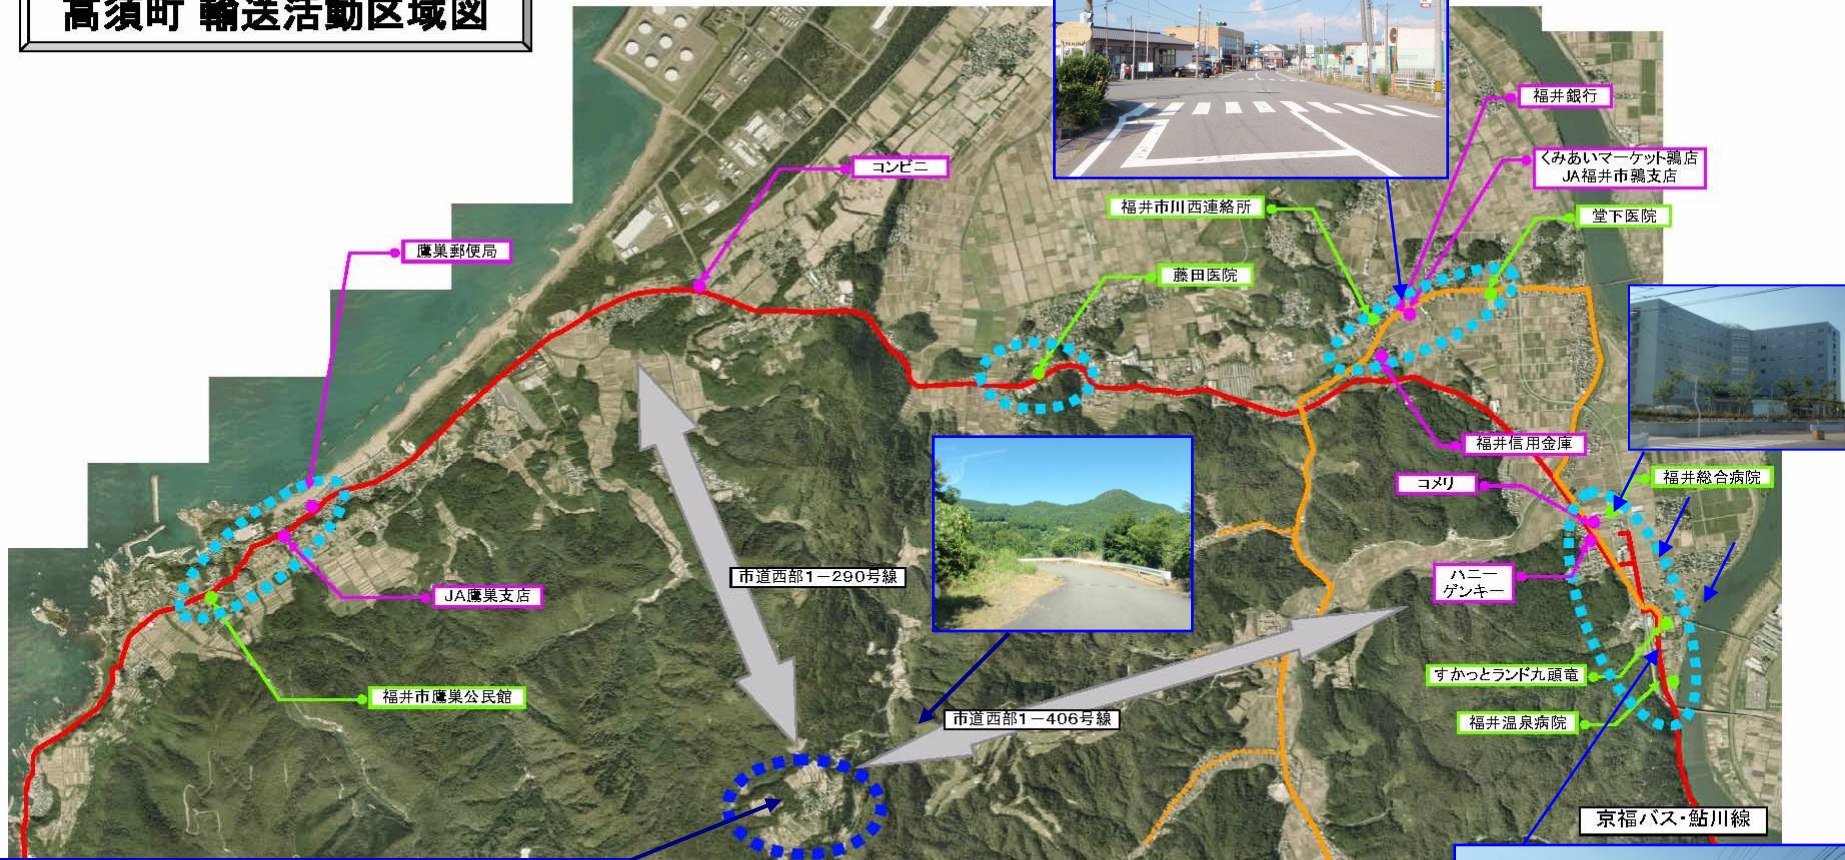 高須町 輸送活動区域図
福井銀行
くみあいマーケット鶉店
JA福井市鶉支店
コンビニ
福井市川西連絡所
堂下医院
鷹巣郵便局
藤田医院
福井信用金庫
コメリ
福井総合病院
市道西部1－290号線
ハニー
ゲンキー
JA鷹巣支店
すかっとランド九頭竜
福井市鷹巣公民館
市道西部1－406号線
福井温泉病院
京福バス・鮎川線